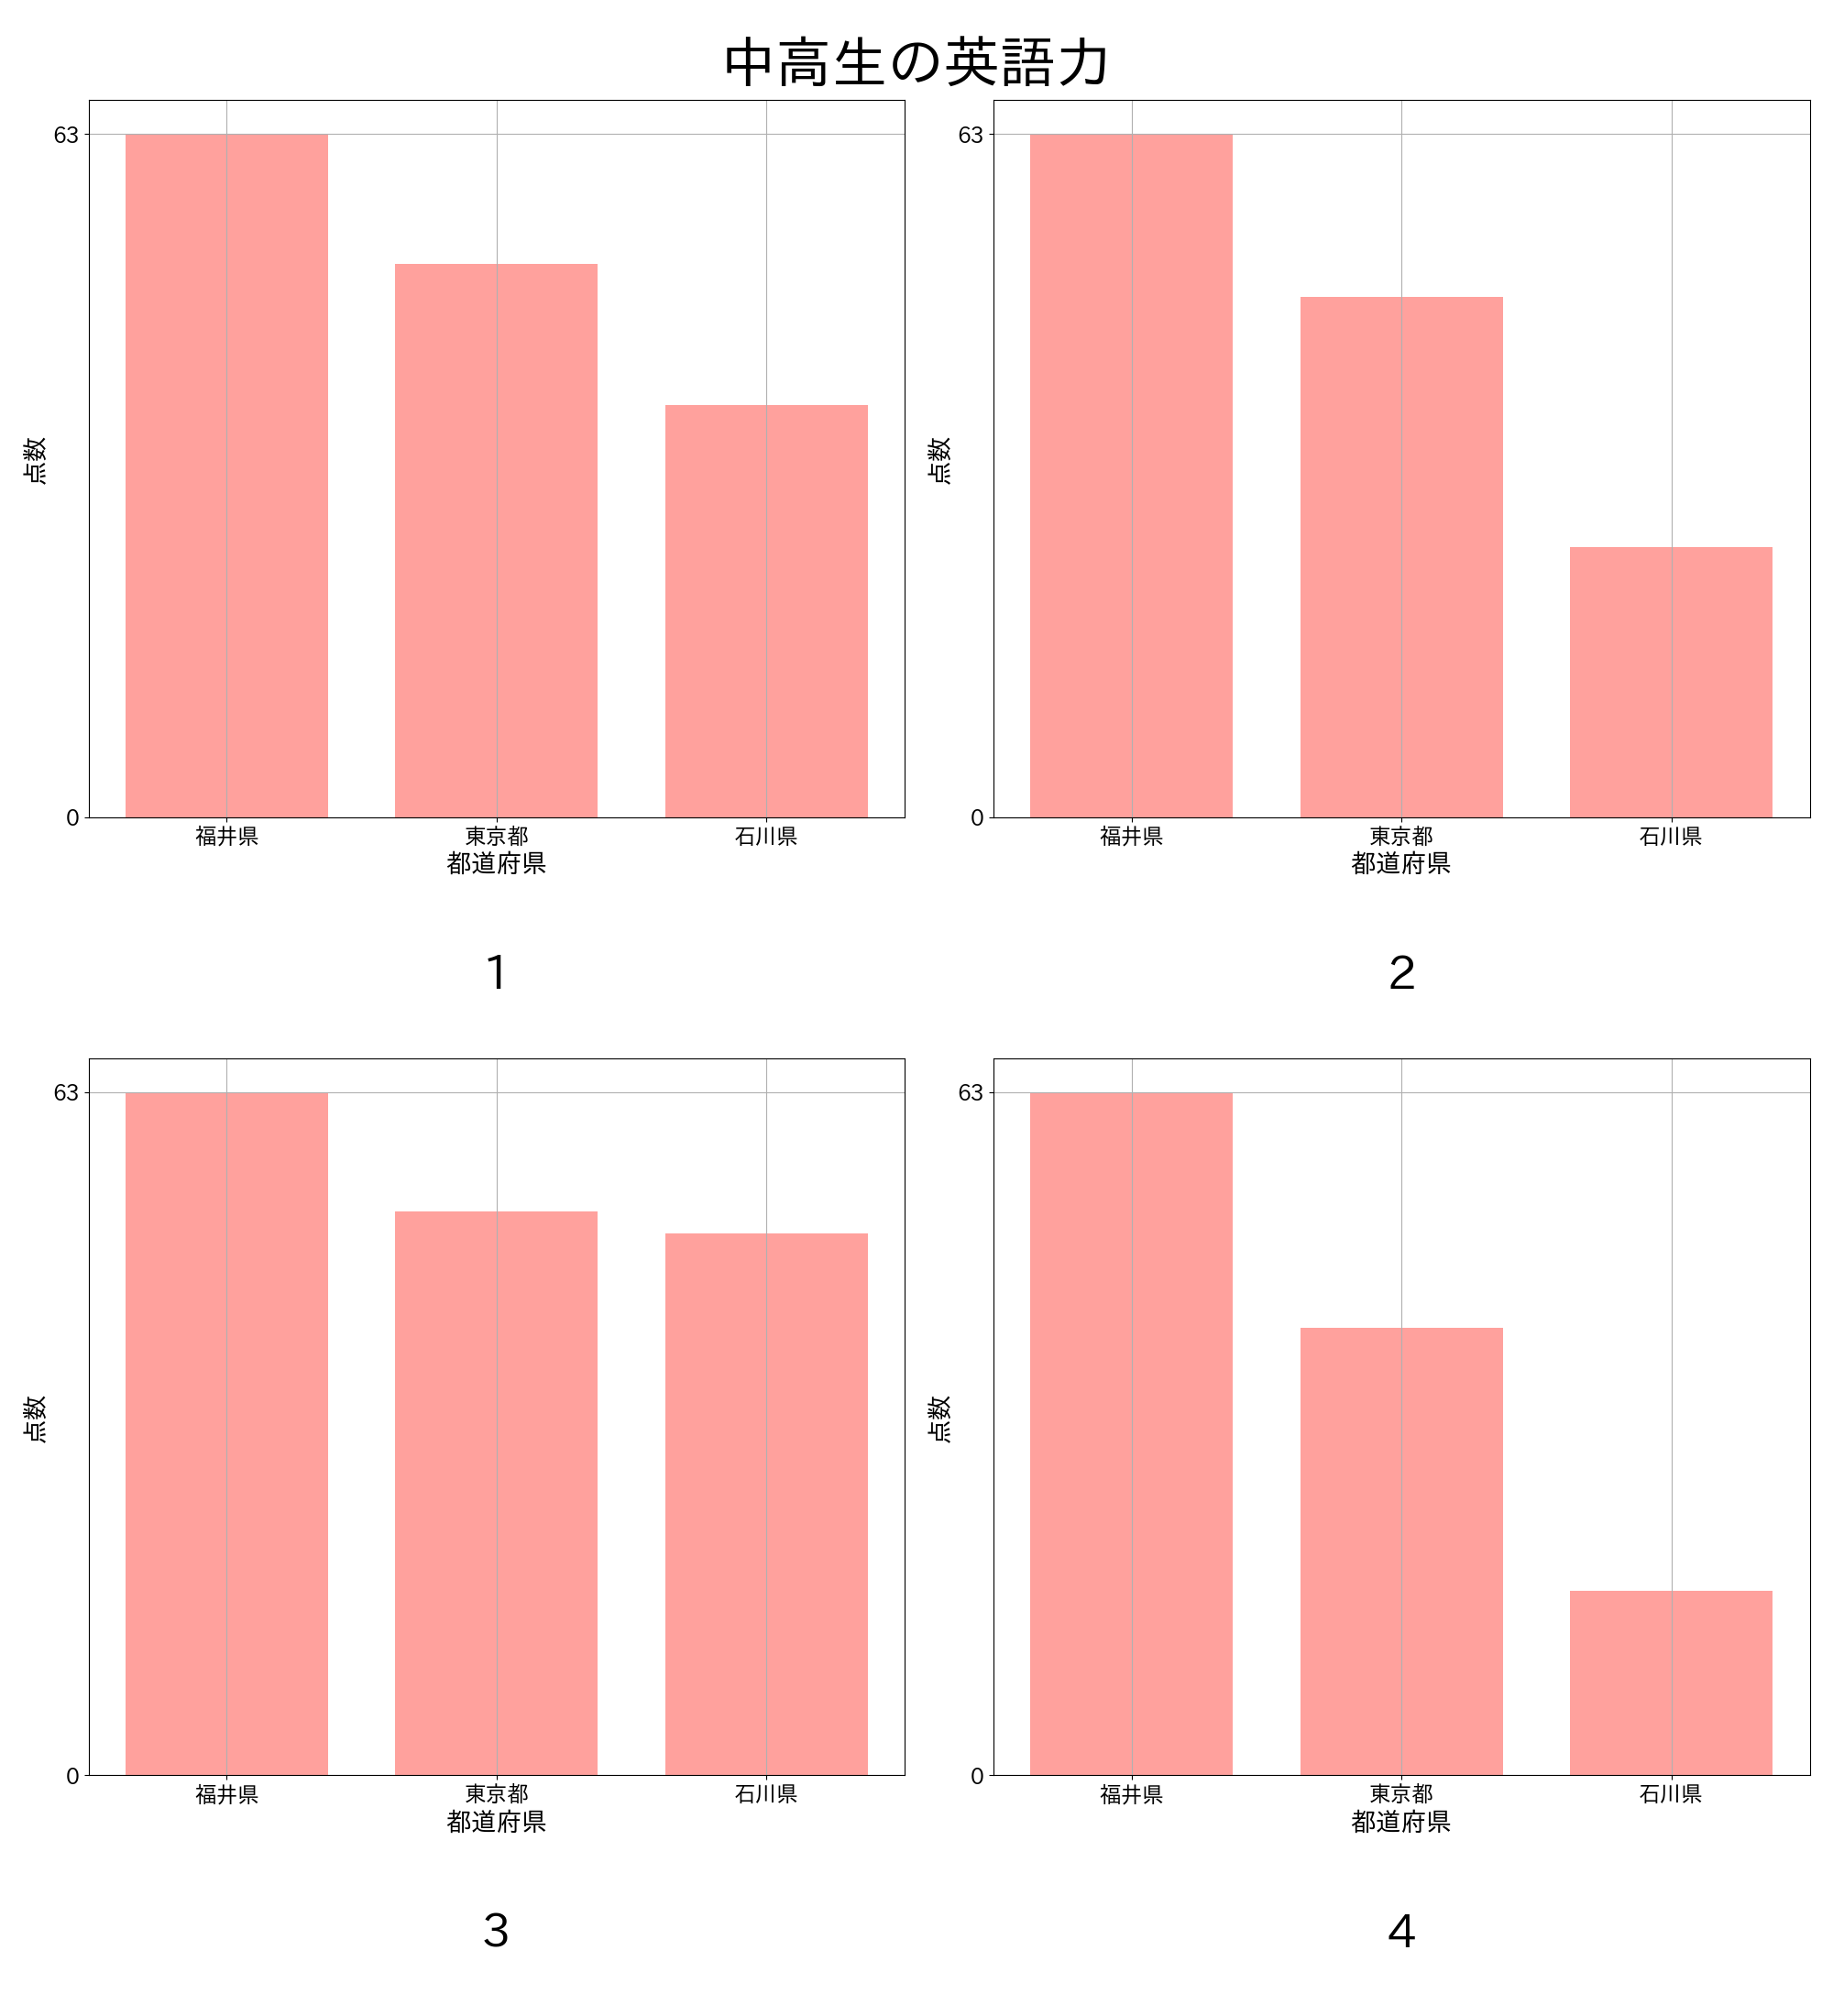 中高生の英語力
63
0
点数
福井県 東京都 石川県
都道府県
1
63
0
点数
福井県 東京都 石川県
都道府県
2
63
0
点数
福井県 東京都 石川県
都道府県
3
63
0
点数
福井県 東京都 石川県
都道府県
4